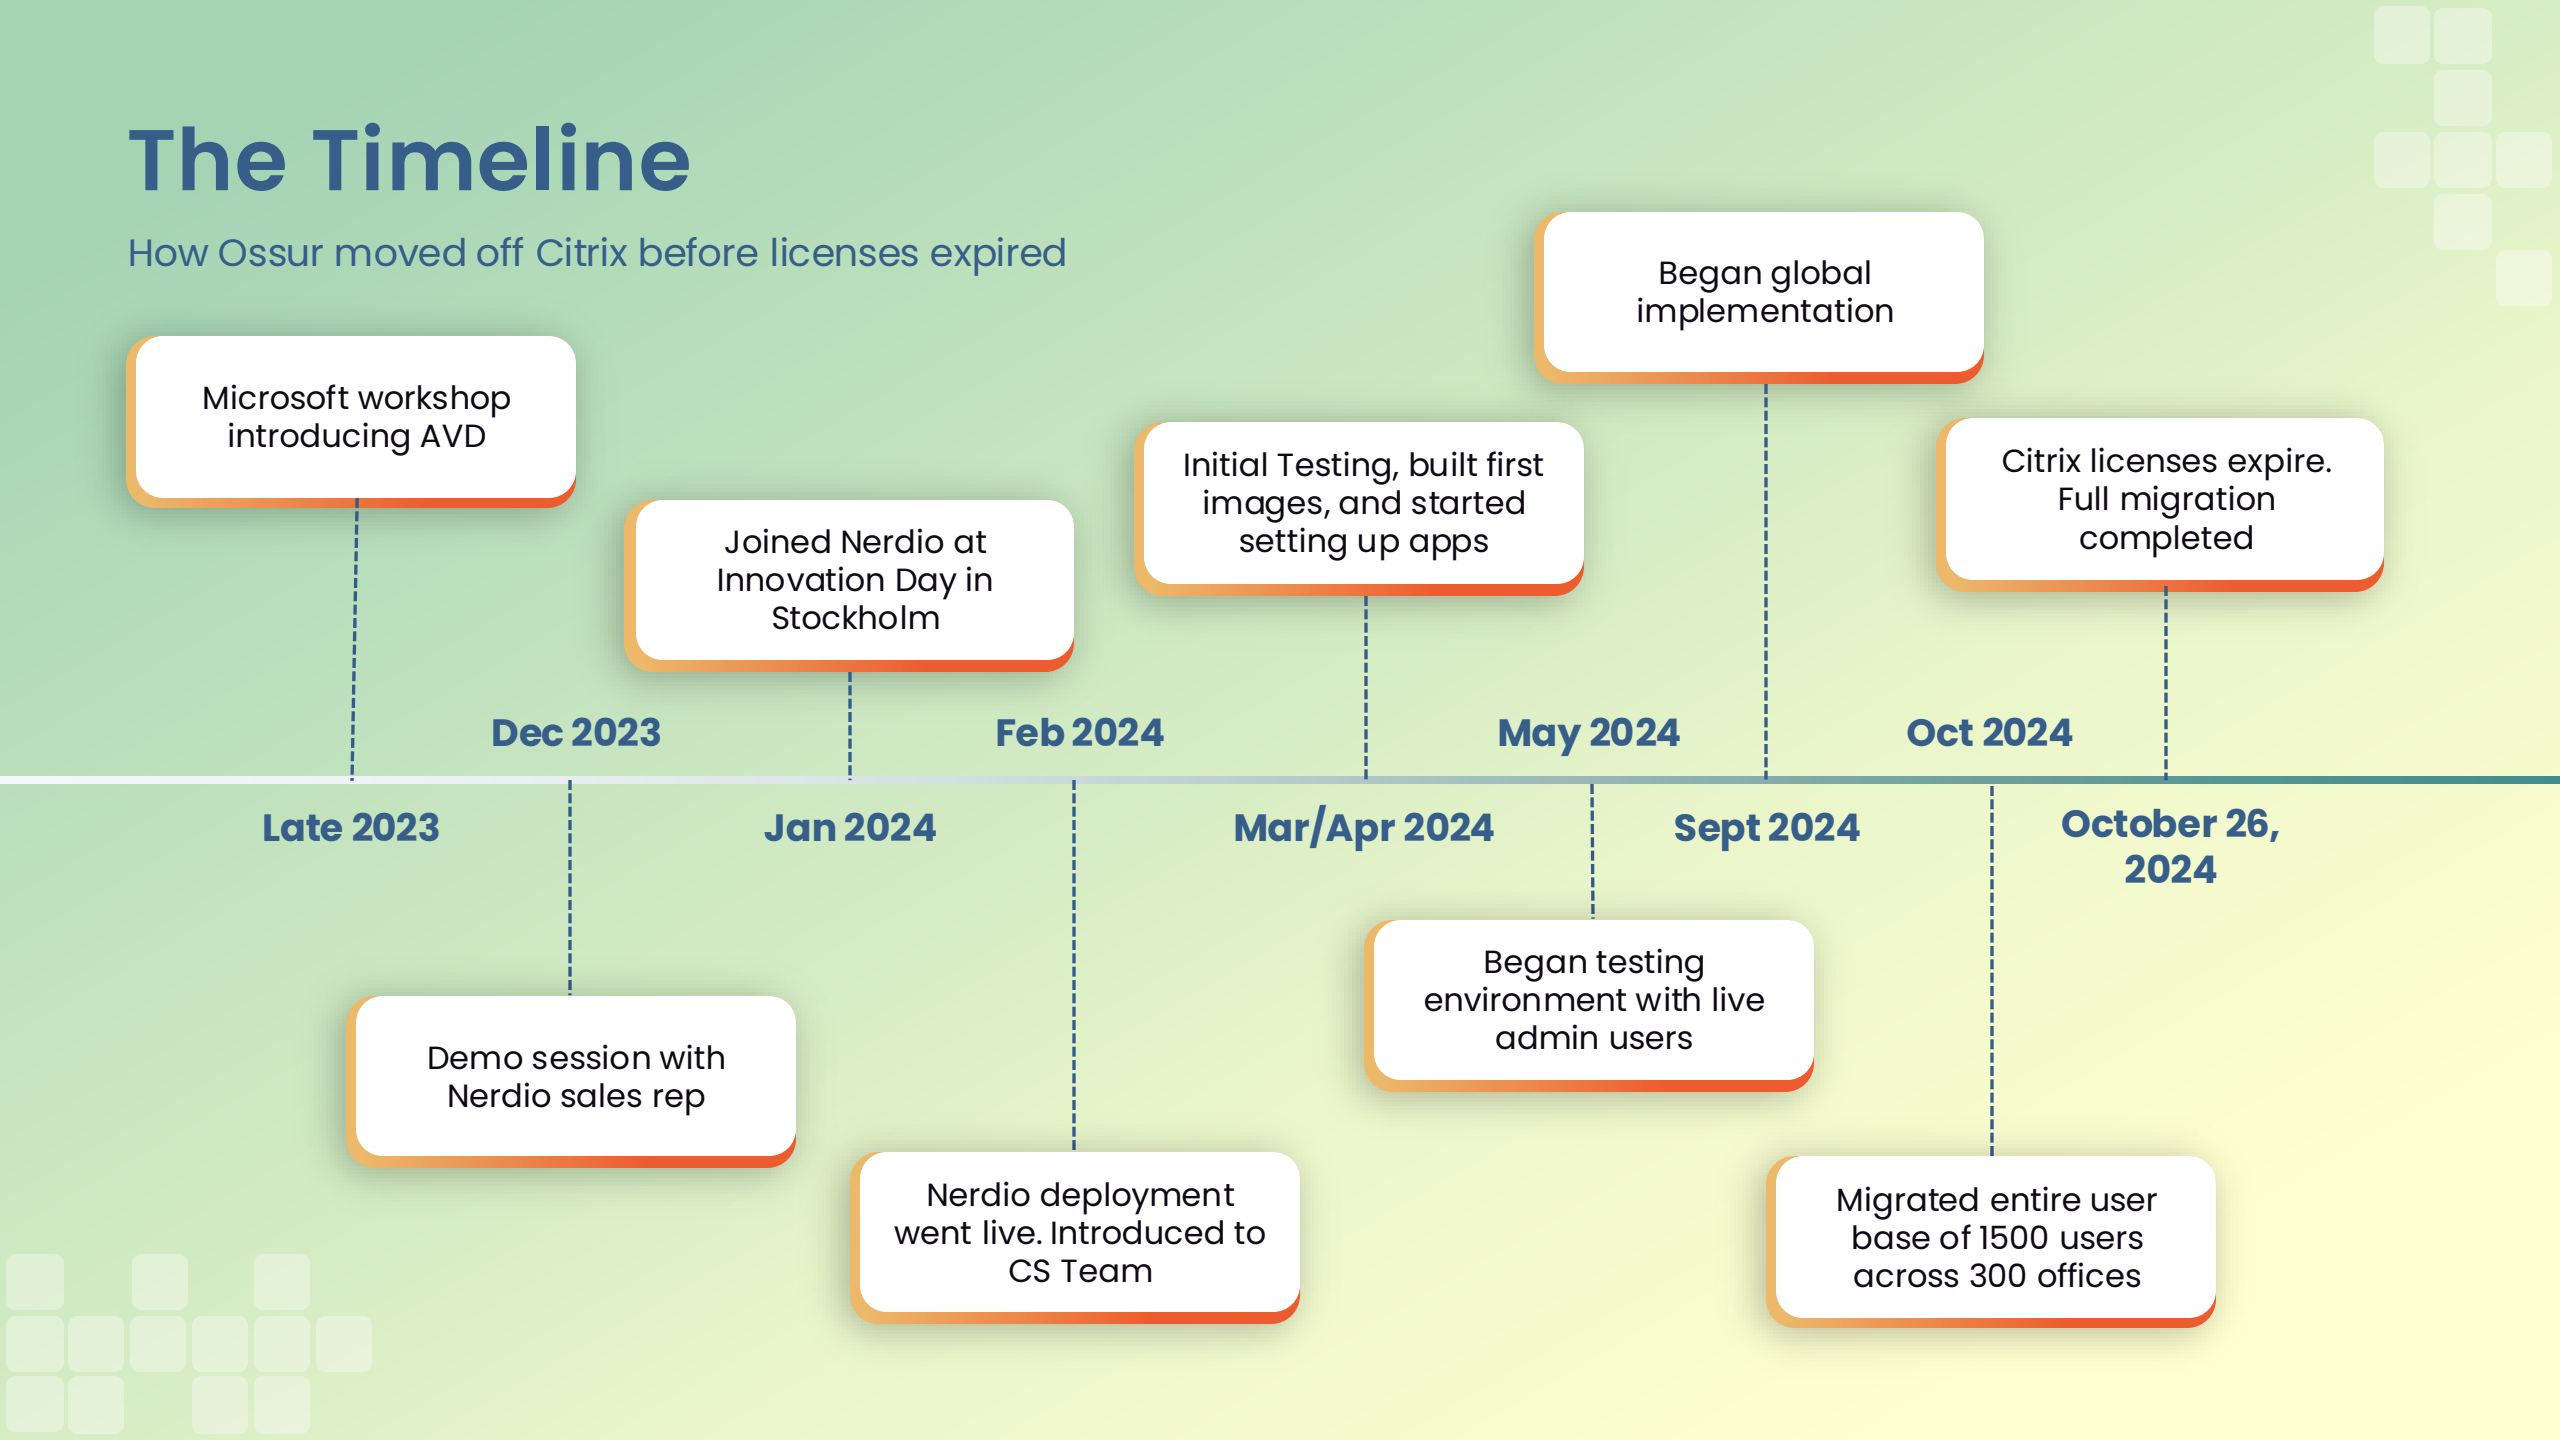 The Timeline
How Ossur moved off Citrix before licenses expired
Began global
implementation
Microsoft workshop
introducing AVD
Citrix licenses expire.
Full migration
completed
Initial Testing, built first
images, and started
setting up apps
Joined Nerdio at
Innovation Day in
Stockholm
Dec 2023
Feb 2024
May 2024
Oct 2024
Late 2023
Jan 2024
Mar/Apr 2024
Sept 2024
October 26,
2024
Began testing
environment with live
admin users
Demo session with
Nerdio sales rep
Nerdio deployment
went live. Introduced to
CS Team
Migrated entire user
base of 1500 users
across 300 offices